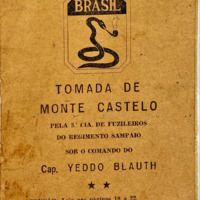 BRASIL
TOMADA DE
MONTE CASTELO
PELA 3.ª CIA. DE FUZILEIROS
DO REGIMENTO SAMPAIO
SOB O COMANDO DO
Cap. YEDDO BLAUTH